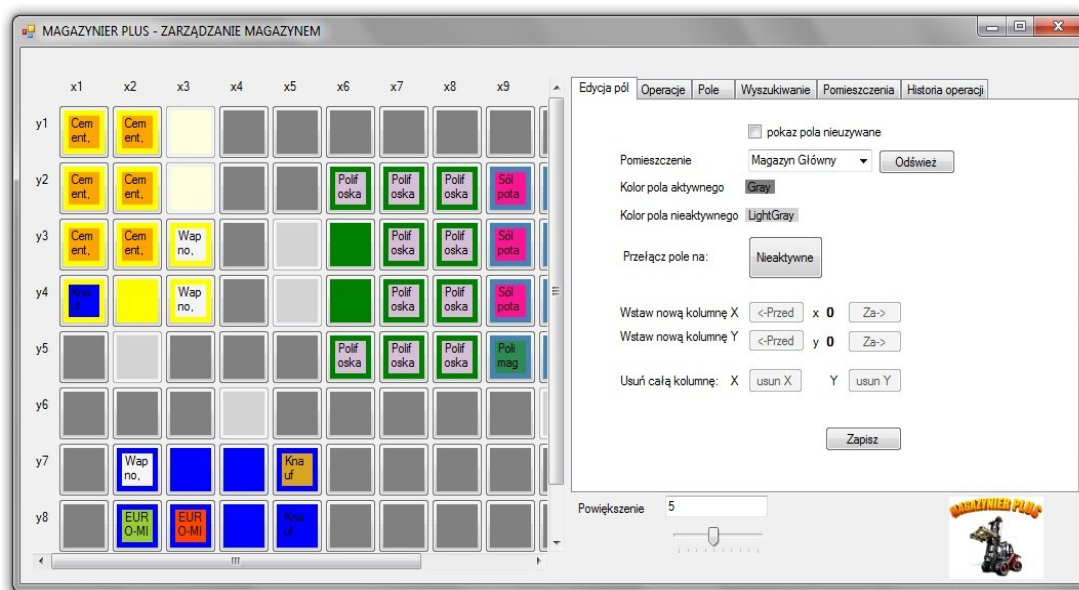 MAGAZYNIER PLUS - ZARZĄDZANIE MAGAZYNEM
x1 x2 x3 x4 x5 x6 x7 x8 x9
y1 Cem ent, Cem ent,
y2 Cem ent, Cem ent, Polif oska Polif oska Polif oska Sól pota
y3 Cem ent, Cem ent, Wap no, Polif oska Polif oska Sól pota
y4 Kna uf Wap no, Polif oska Polif oska Sól pota
y5 Polif oska Polif oska Polif oska Poli mag
y6
y7 Wap no, Kna uf
y8 EUR O-MI EUR O-MI Kna uf
Edycja pól Operacje Pole Wyszukiwanie Pomieszczenia Historia operacji
pokaz pola nieuzywane
Pomieszczenie Magazyn Główny Odśwież
Kolor pola aktywnego Gray
Kolor pola nieaktywnego LightGray
Przełącz pole na: Nieaktywne
Wstaw nową kolumnę X <-Przed x 0 Za->
Wstaw nową kolumnę Y <-Przed y 0 Za->
Usuń całą kolumnę: X usun X Y usun Y
Zapisz
Powiększenie 5
MAGAZYNIER PLUS